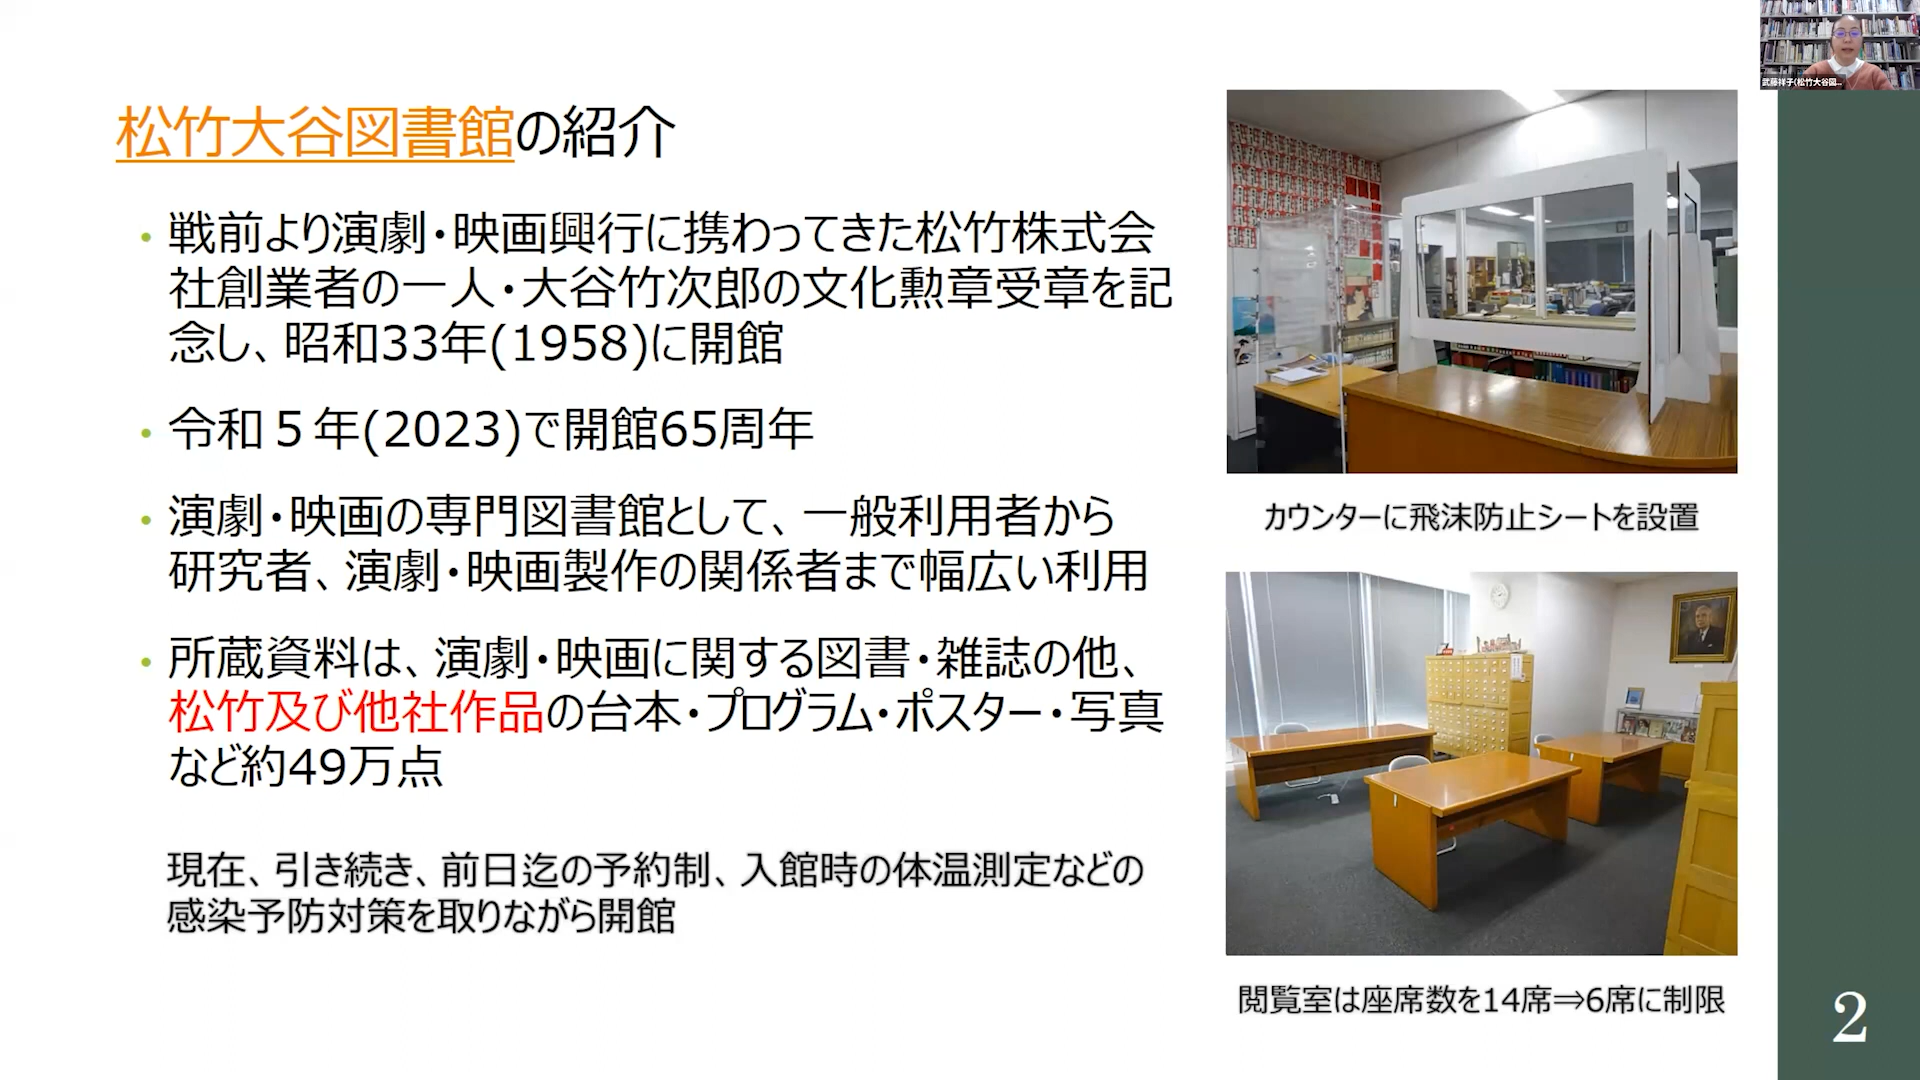 武藤祥子(松竹大谷図...
松竹大谷図書館の紹介
・戦前より演劇・映画興行に携わってきた松竹株式会
社創業者の一人・大谷竹次郎の文化勲章受章を記
念し、昭和33年(1958)に開館
・令和５年(2023)で開館65周年
・演劇・映画の専門図書館として、一般利用者から
研究者、演劇・映画製作の関係者まで幅広い利用
・所蔵資料は、演劇・映画に関する図書・雑誌の他、
松竹及び他社作品の台本・プログラム・ポスター・写真
など約49万点
現在、引き続き、前日迄の予約制、入館時の体温測定などの
感染予防対策を取りながら開館
カウンターに飛沫防止シートを設置
閲覧室は座席数を14席⇒6席に制限
2